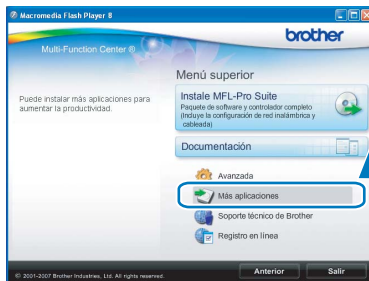 Macromedia Flash Player 8
brother
Multi-Function Center ®
Menú superior
Puede instalar más aplicaciones para
aumentar la productividad.
Instale MFL-Pro Suite
Paquete de software y controlador completo
(Incluye la configuración de red inalámbrica y
cableada)
Documentación
Avanzada
Más aplicaciones
Soporte técnico de Brother
Registro en línea
© 2001-2007 Brother Industries, Ltd. All rights reserved.
Anterior
Salir